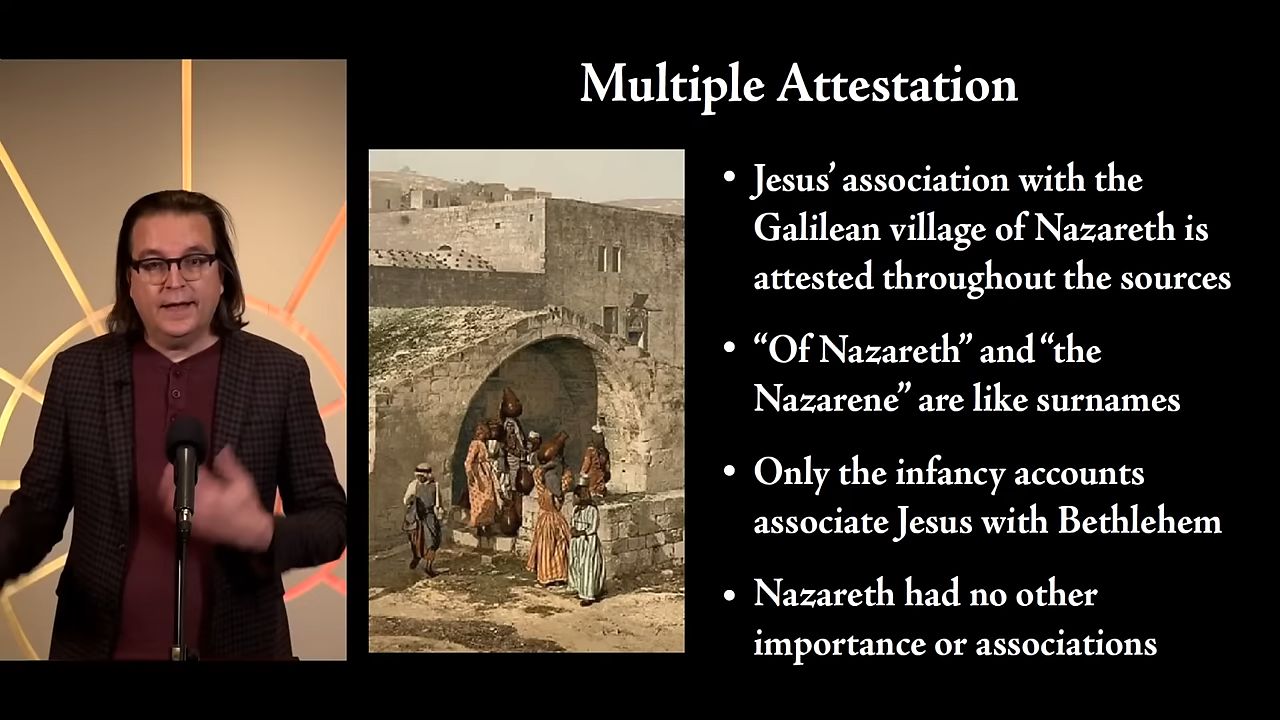 Multiple Attestation
• Jesus’ association with the
Galilean village of Nazareth is
attested throughout the sources
• “Of Nazareth” and “the
Nazarene” are like surnames
• Only the infancy accounts
associate Jesus with Bethlehem
• Nazareth had no other
importance or associations